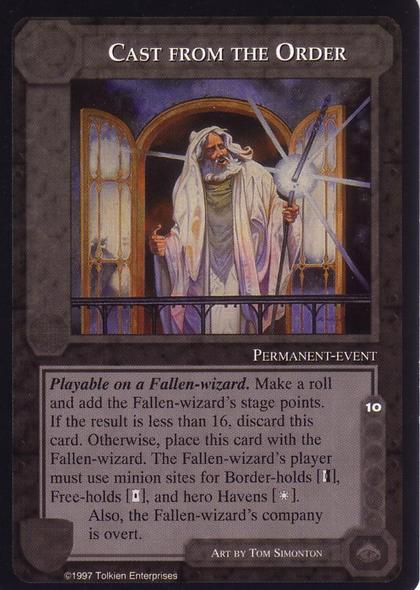 CAST FROM THE ORDER
PERMANENT-EVENT
Playable on a Fallen-wizard. Make a roll
and add the Fallen-wizard's stage points.
If the result is less than 16, discard this
card. Otherwise, place this card with the
Fallen-wizard. The Fallen-wizard's player
must use minion sites for Border-holds [],
Free-holds [], and hero Havens [*].
Also, the Fallen-wizard's company
is overt.
10
ART BY TOM SIMONTON
©1997 Tolkien Enterprises